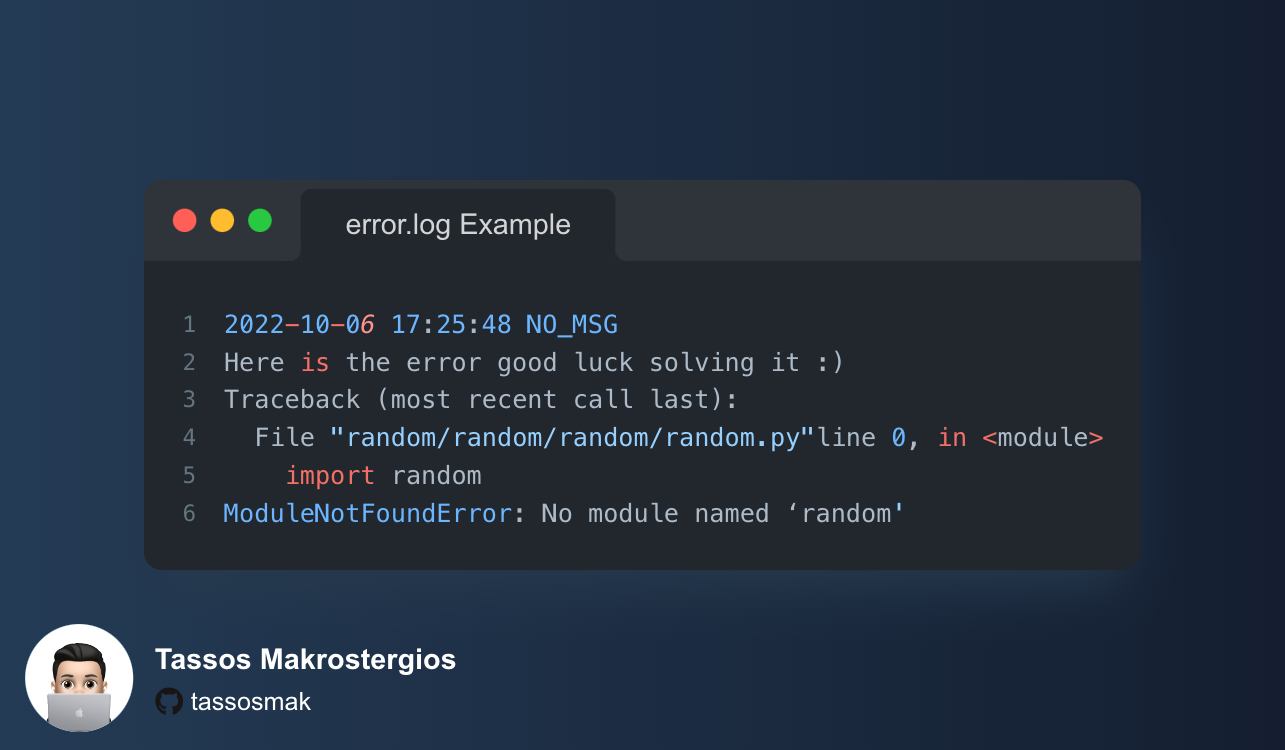 error.log Example
1 2022-10-06 17:25:48 NO_MSG
2 Here is the error good luck solving it :)
3 Traceback (most recent call last):
4   File "random/random/random/random.py"line 0, in <module>
5     import random
6 ModuleNotFoundError: No module named ‘random'
Tassos Makrostergios
tassosmak